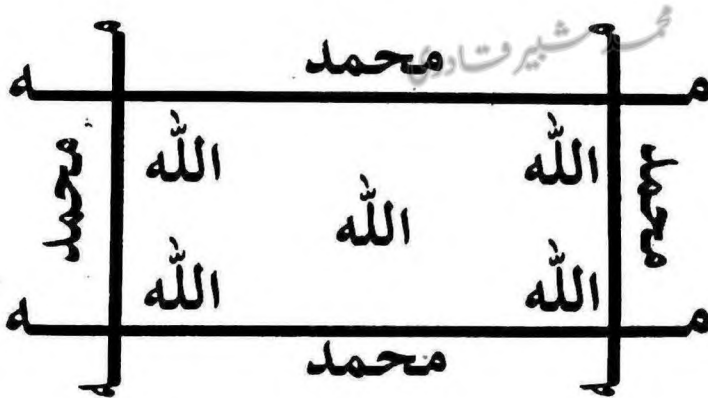 محمد شبیر قادری
محمد
ه م
محمد
محمد
الله الله
الله
الله الله
ه م
محمد